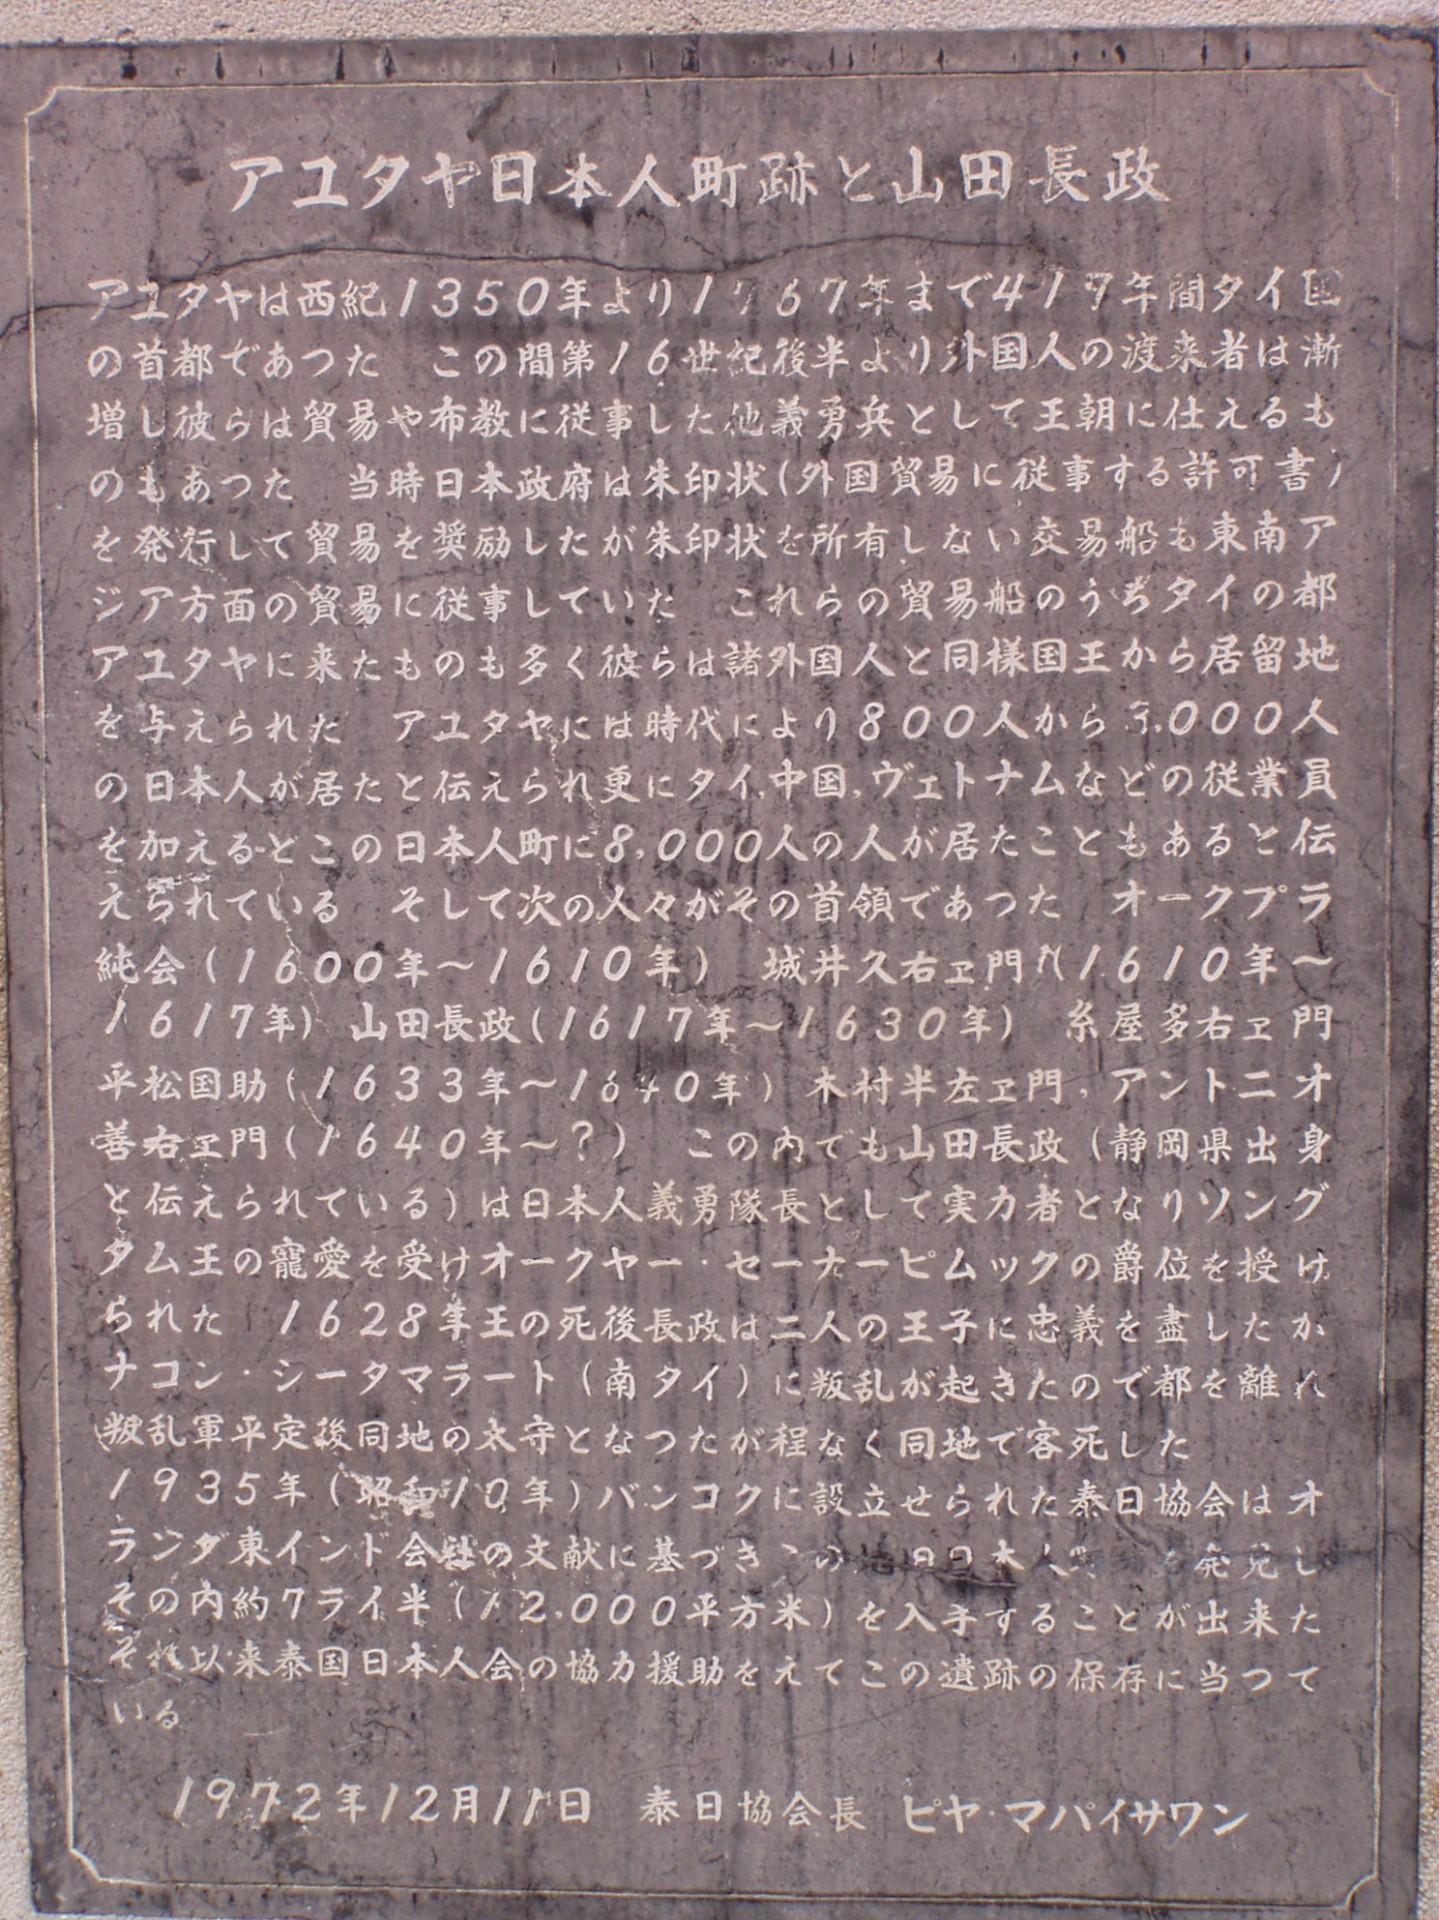 アユタヤ日本人町跡と山田長政
アユタヤは西紀1350年より1767年まで417年間タイ国
の首都であつた　この間第16世紀後半より外国人の渡来者は漸
増し彼らは貿易や布教に従事した他義勇兵として王朝に仕えるも
のもあつた　当時日本政府は朱印状(外国貿易に従事する許可書)
を発行して貿易を奨励したが朱印状を所有しない交易船も東南ア
ジア方面の貿易に従事していた　これらの貿易船のうちタイの都
アユタヤに来たものも多く彼らは諸外国人と同様国王から居留地
を与えられた　アユタヤには時代により800人から3,000人
の日本人が居たと伝えられ更にタイ,中国,ヴェトナムなどの従業員
を加えるとこの日本人町に8,000人の人が居たこともあると伝
えられている　そして次の人々がその首領であつた　オークプラ
純会(1600年～1610年)　城井久右ヱ門(1610年～
1617年)　山田長政(1617年～1630年)　糸屋多右ヱ門
平松国助(1633年～1640年)　木村半左ヱ門,アントニオ
善右ヱ門(1640年～?)　この内でも山田長政(静岡県出身
と伝えられている)は日本人義勇隊長として実力者となりソング
タム王の寵愛を受けオークヤー・セーナーピムックの爵位を授け
られた　1628年王の死後長政は二人の王子に忠義を盡したが
ナコン・シータマラート(南タイ)に叛乱が起きたので都を離れ
叛乱軍平定後同地の太守となつたが程なく同地で客死した
1935年(昭和10年)バンコクに設立せられた泰日協会はオ
ランダ東インド会社の文献に基づきこの 日本人 発見し
その内約7ライ半(12,000平方米)を入手することが出来た
それ以来泰国日本人会の協力援助をえてこの遺跡の保存に当つて
いる
1972年12月11日　泰日協会長　ピヤ・マハイサワン